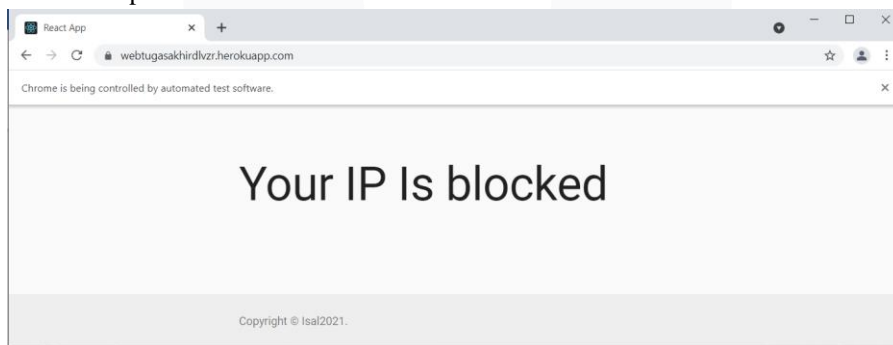 React App
webtugasakhirdlvzr.herokuapp.com
Chrome is being controlled by automated test software.
Your IP Is blocked
Copyright © Isal2021.